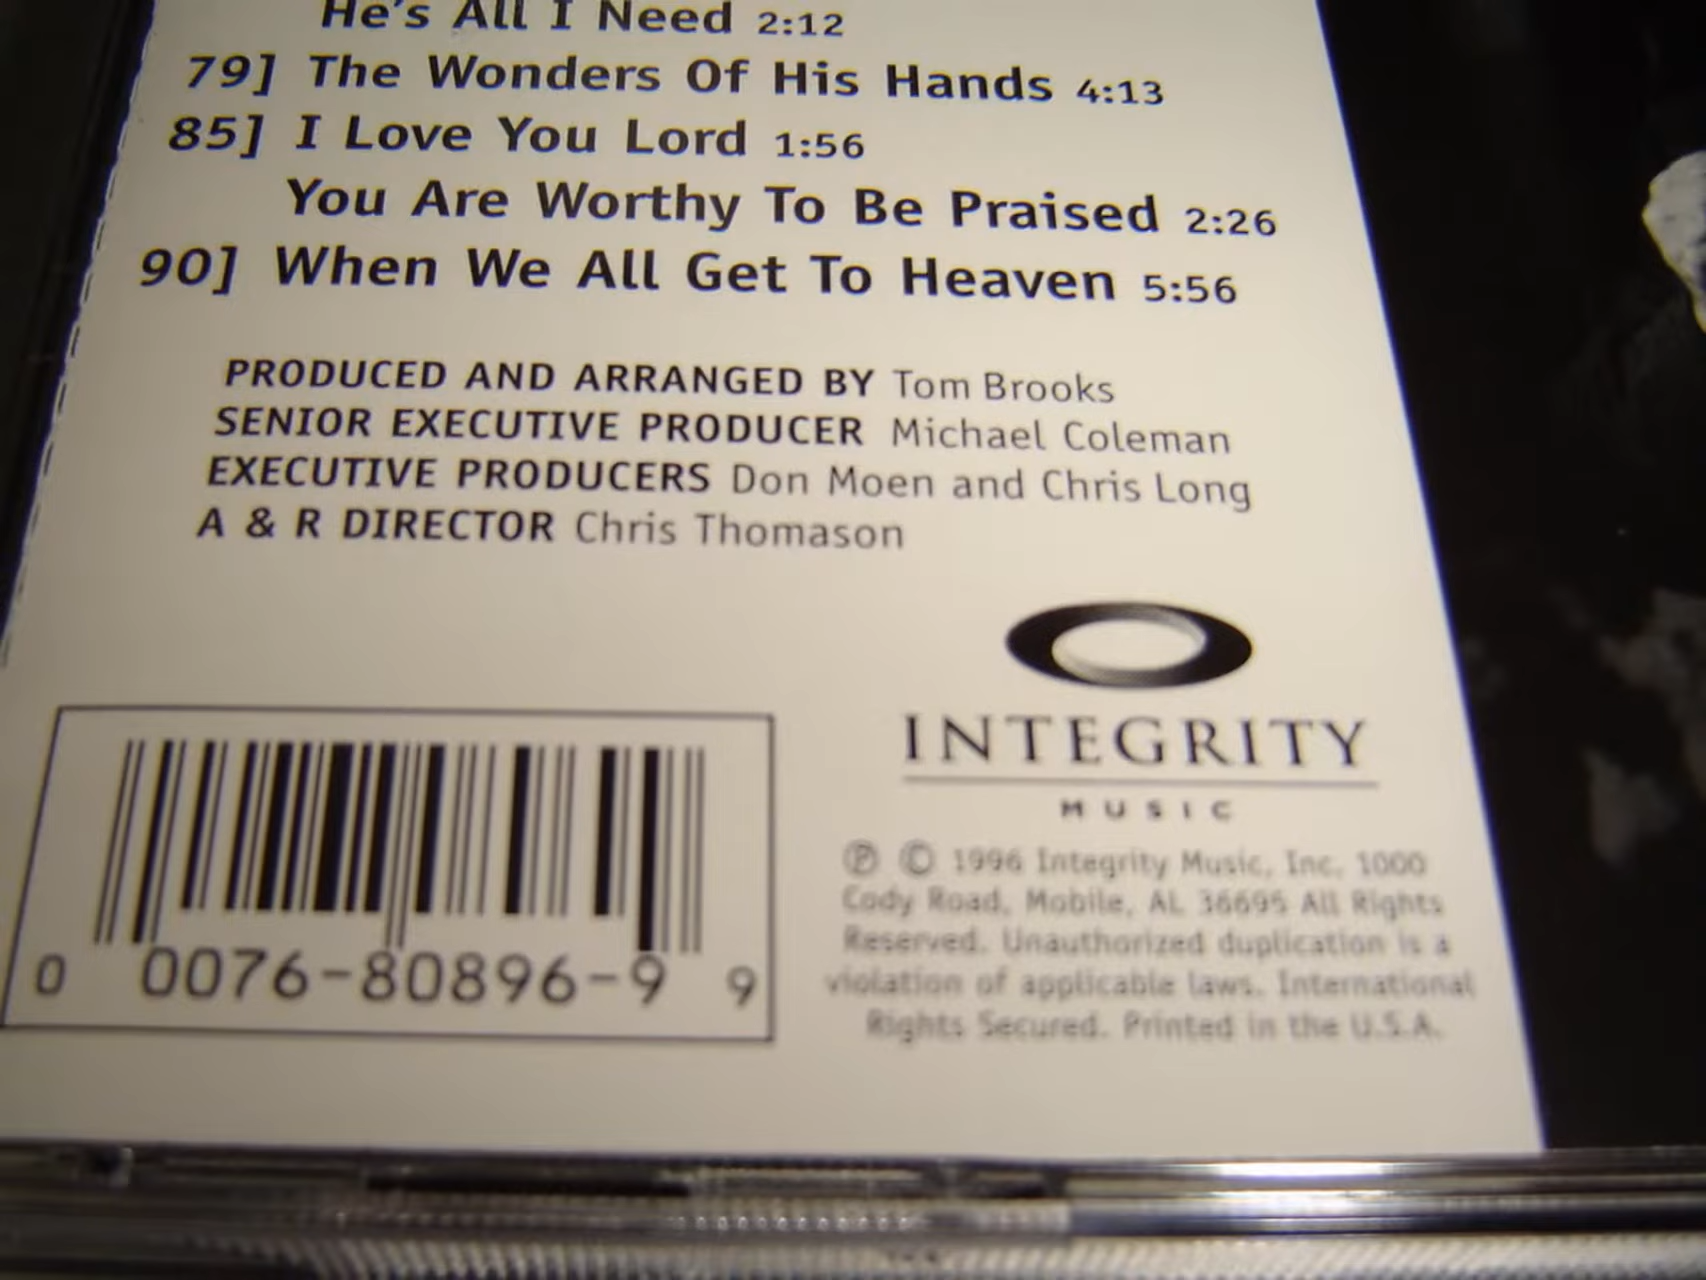 He's All I Need 2:12
79] The Wonders Of His Hands 4:13
85] I Love You Lord 1:56
You Are Worthy To Be Praised 2:26
90] When We All Get To Heaven 5:56
PRODUCED AND ARRANGED BY Tom Brooks
SENIOR EXECUTIVE PRODUCER Michael Coleman
EXECUTIVE PRODUCERS Don Moen and Chris Long
A & R DIRECTOR Chris Thomason
INTEGRITY
MUSIC
℗ © 1996 Integrity Music, Inc. 1000
Cody Road, Mobile, AL 36695 All Rights
Reserved. Unauthorized duplication is a
violation of applicable laws. International
Rights Secured. Printed in the U.S.A.
0 0076-80896-9 9